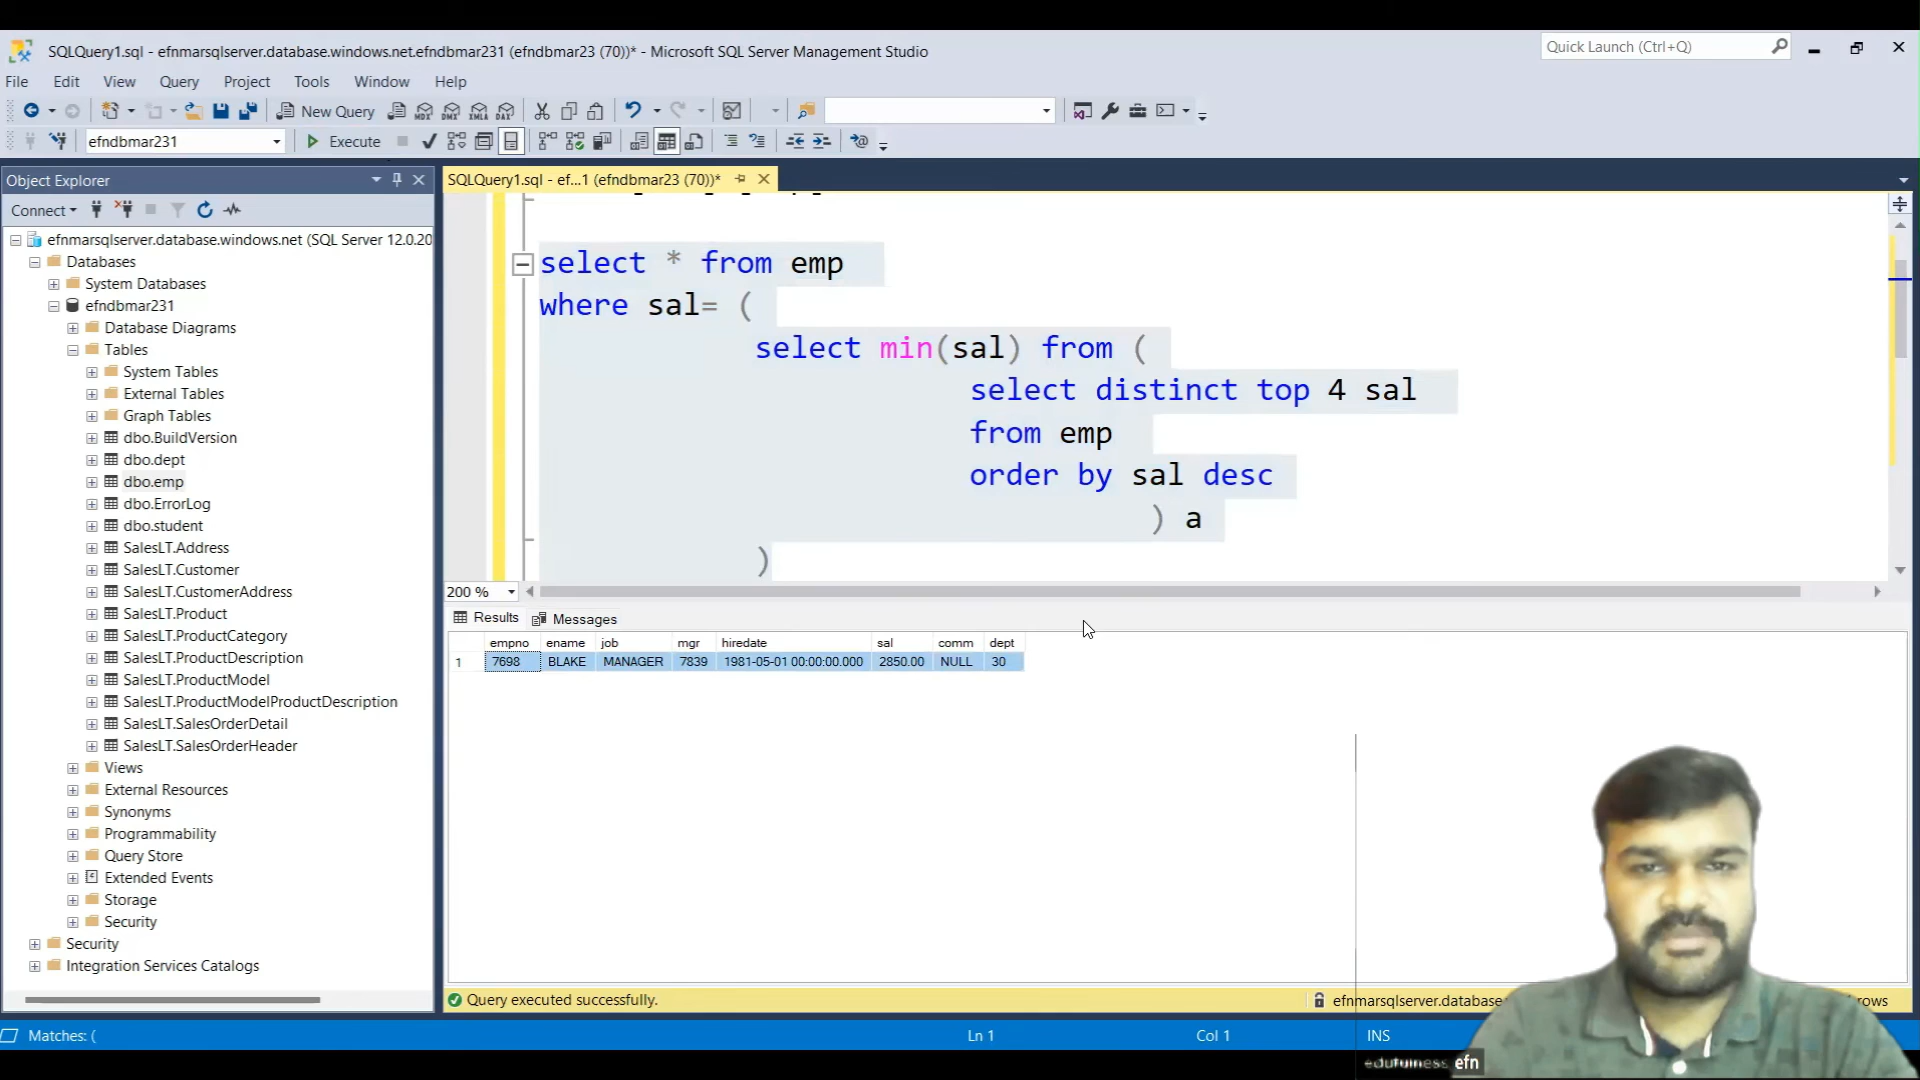 SQLQuery1.sql - efnmarsqlserver.database.windows.net.efndbmar231 (efndbmar23 (70))* - Microsoft SQL Server Management Studio
Quick Launch (Ctrl+Q)
File Edit View Query Project Tools Window Help
New Query
efndbmar231
Execute
Object Explorer
SQLQuery1.sql - ef...1 (efndbmar23 (70))*
Connect
efnmarsqlserver.database.windows.net (SQL Server 12.0.20
Databases
System Databases
efndbmar231
Database Diagrams
Tables
System Tables
External Tables
Graph Tables
dbo.BuildVersion
dbo.dept
dbo.emp
dbo.ErrorLog
dbo.student
SalesLT.Address
SalesLT.Customer
SalesLT.CustomerAddress
SalesLT.Product
SalesLT.ProductCategory
SalesLT.ProductDescription
SalesLT.ProductModel
SalesLT.ProductModelProductDescription
SalesLT.SalesOrderDetail
SalesLT.SalesOrderHeader
Views
External Resources
Synonyms
Programmability
Query Store
Extended Events
Storage
Security
Security
Integration Services Catalogs
select * from emp
where sal= (
select min(sal) from (
select distinct top 4 sal
from emp
order by sal desc
) a
)
200 %
Results Messages
empno ename job mgr hiredate sal comm dept
1 7698 BLAKE MANAGER 7839 1981-05-01 00:00:00.000 2850.00 NULL 30
Query executed successfully.
efnmarsqlserver.database
rows
Matches: (
Ln 1 Col 1 INS
efn